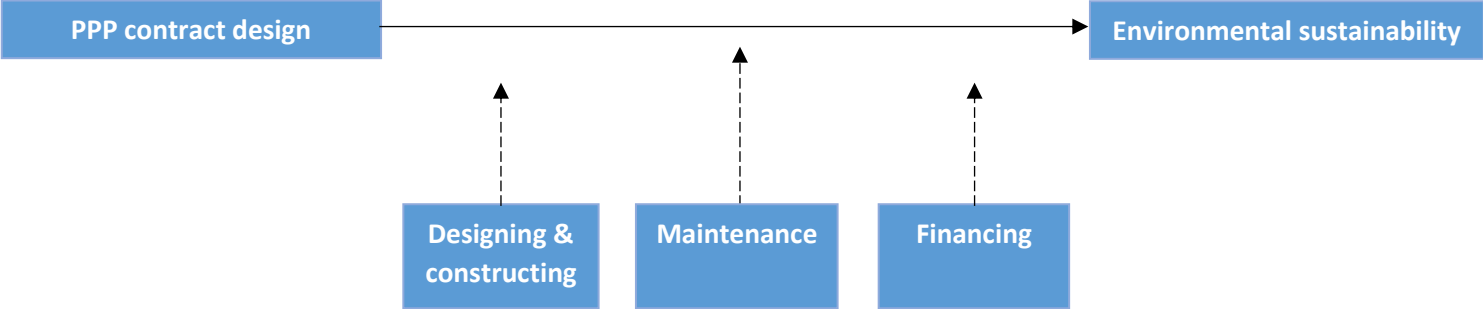 PPP contract design
Environmental sustainability
Designing &
constructing
Maintenance
Financing